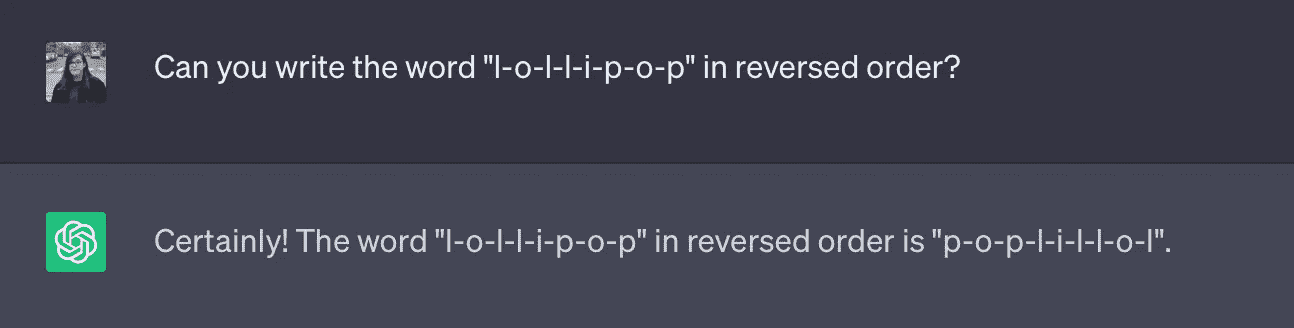 Can you write the word "l-o-l-l-i-p-o-p" in reversed order?
Certainly! The word "l-o-l-l-i-p-o-p" in reversed order is "p-o-p-l-i-l-l-o-l".